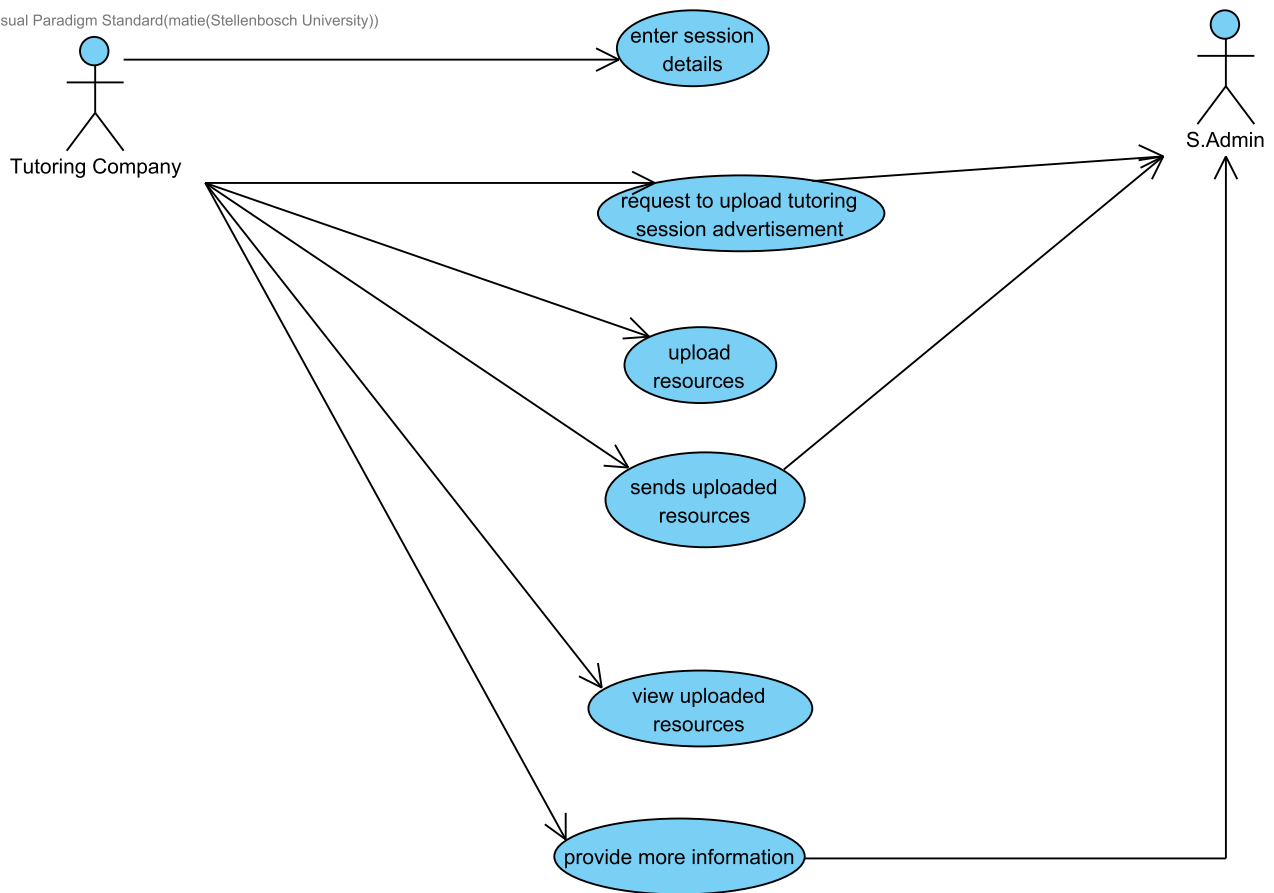 sual Paradigm Standard(matie(Stellenbosch University))
enter session
details
S.Admin
Tutoring Company
request to upload tutoring
session advertisement
upload
resources
sends uploaded
resources
view uploaded
resources
provide more information